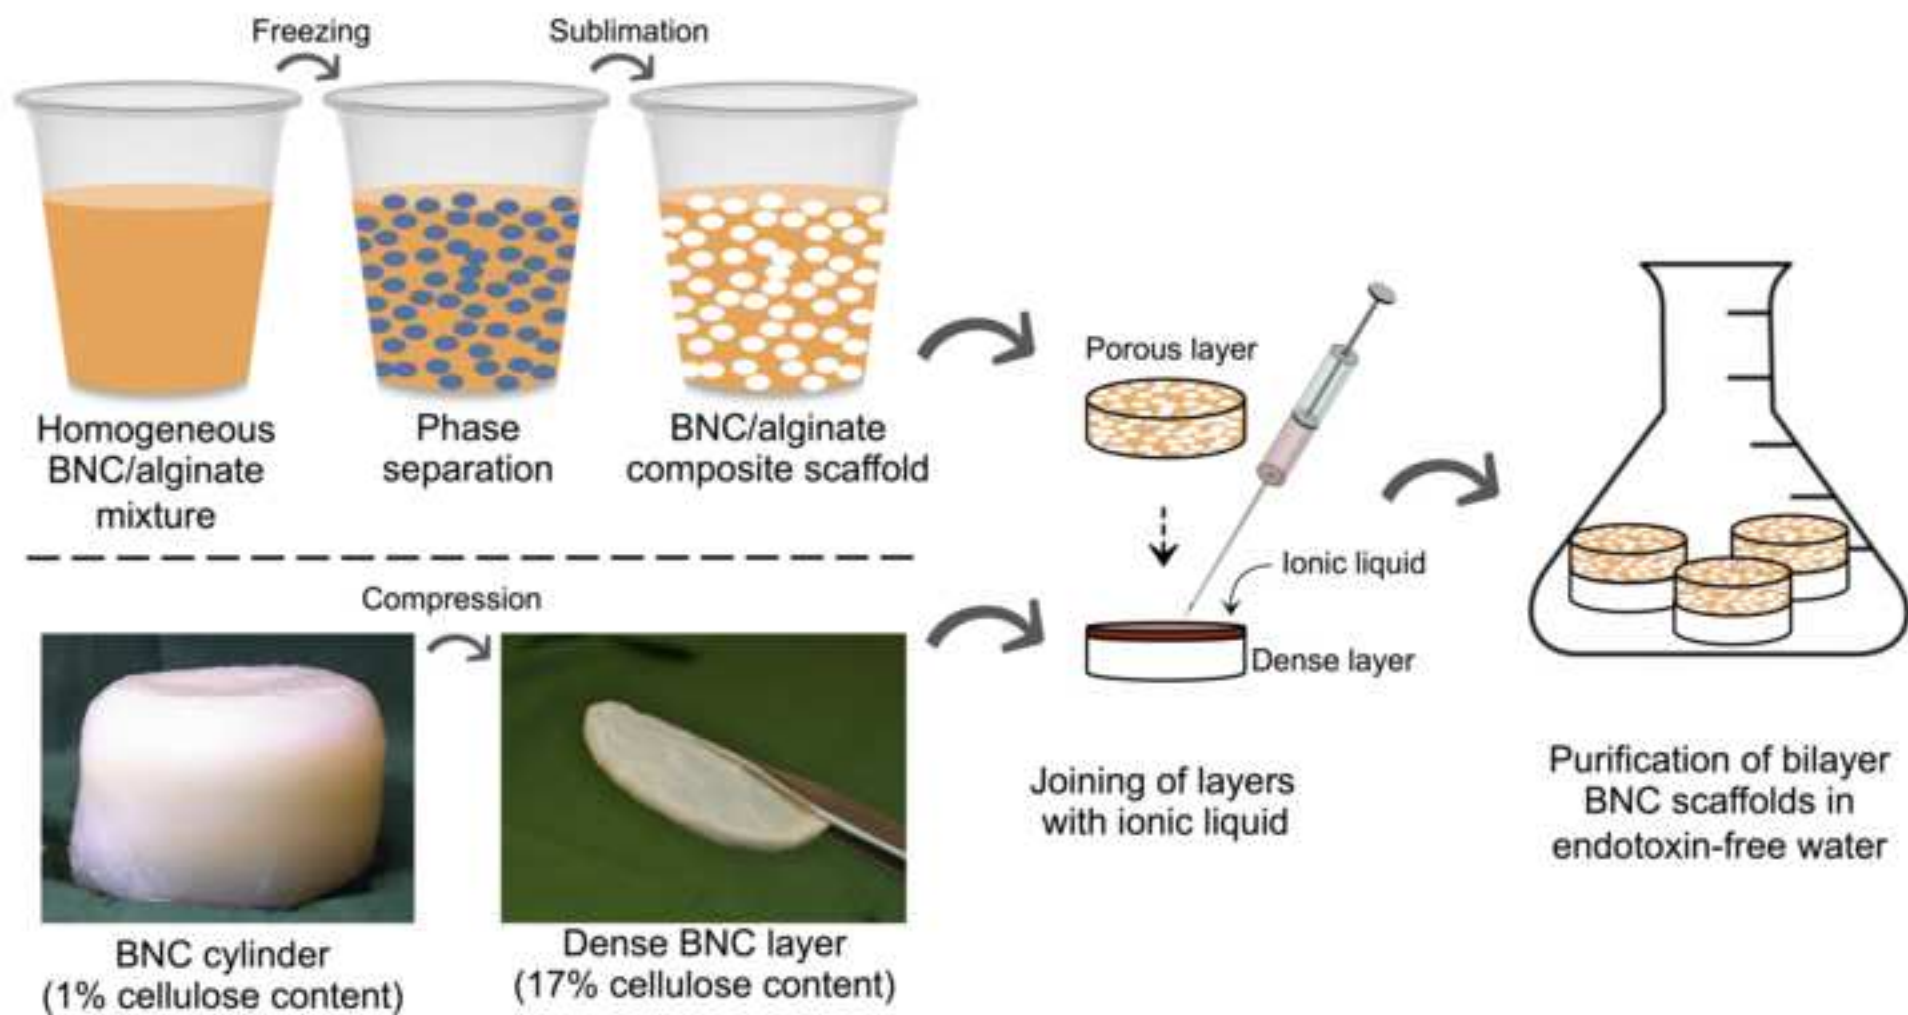 Freezing
Sublimation
Homogeneous
BNC/alginate
mixture
Phase
separation
BNC/alginate
composite scaffold
Compression
BNC cylinder
(1% cellulose content)
Dense BNC layer
(17% cellulose content)
Porous layer
Ionic liquid
Dense layer
Joining of layers
with ionic liquid
Purification of bilayer
BNC scaffolds in
endotoxin-free water